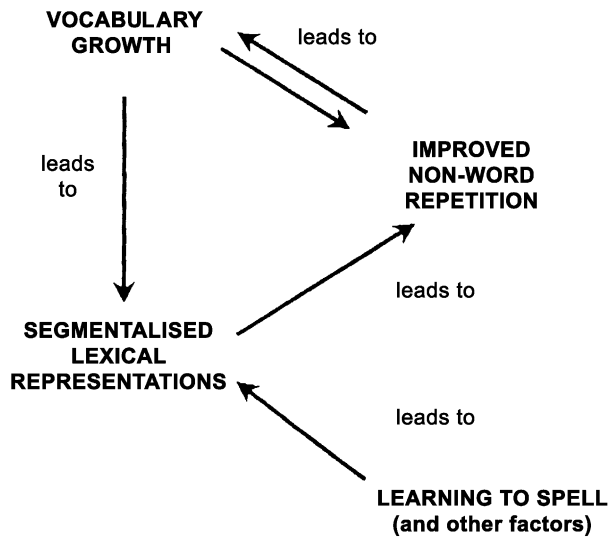 VOCABULARY
GROWTH
leads to
leads
to
IMPROVED
NON-WORD
REPETITION
leads to
SEGMENTALISED
LEXICAL
REPRESENTATIONS
leads to
LEARNING TO SPELL
(and other factors)